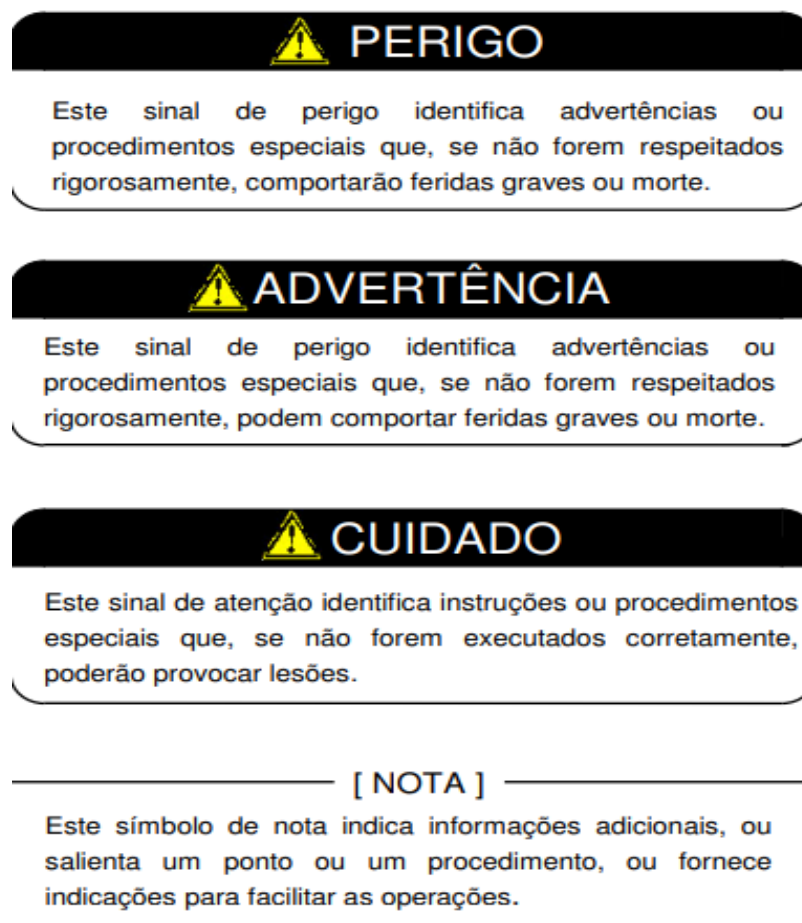 PERIGO
Este sinal de perigo identifica advertências ou
procedimentos especiais que, se não forem respeitados
rigorosamente, comportarão feridas graves ou morte.
ADVERTÊNCIA
Este sinal de perigo identifica advertências ou
procedimentos especiais que, se não forem respeitados
rigorosamente, podem comportar feridas graves ou morte.
CUIDADO
Este sinal de atenção identifica instruções ou procedimentos
especiais que, se não forem executados corretamente,
poderão provocar lesões.
[ NOTA ]
Este símbolo de nota indica informações adicionais, ou
salienta um ponto ou um procedimento, ou fornece
indicações para facilitar as operações.